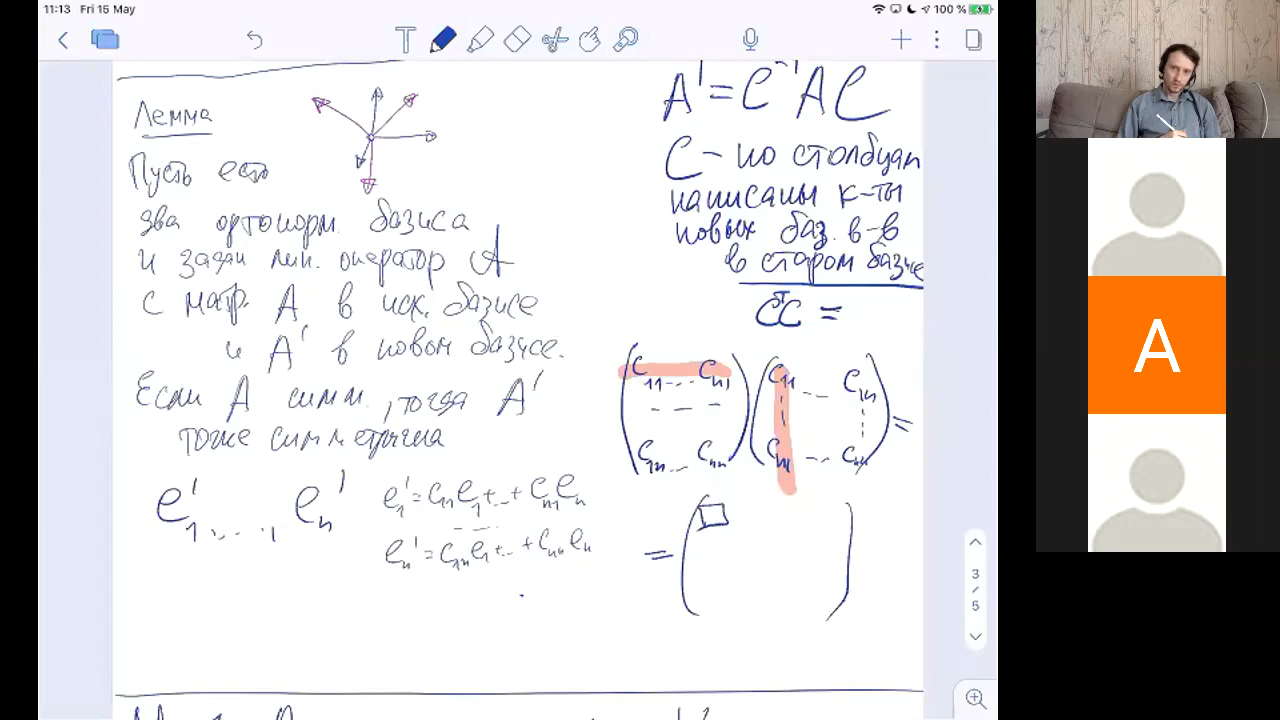 11:13 Fri 15 May
100 %
T
Лемма
Пусть есть
два ортонорм. базиса
и задан лин. оператор A
с матр. A в исх. базисе
и A' в новом базисе.
Если A симм., тогда A'
тоже симметрична
e'₁, ..., e'ₙ
e'₁ = c₁₁e₁ + ... + cₙ₁eₙ
e'ₙ = c₁ₙe₁ + ... + cₙₙeₙ
A' = C⁻¹AC
C – по столбцам
написаны к-ты
новых баз. в-в
в старом базисе
CᵀC =
(c₁₁ ... cₙ₁) (c₁₁ ... c₁ₙ)
(c₁ₙ ... cₙₙ) (cₙ₁ ... cₙₙ) =
= ( )
3
/
5
A